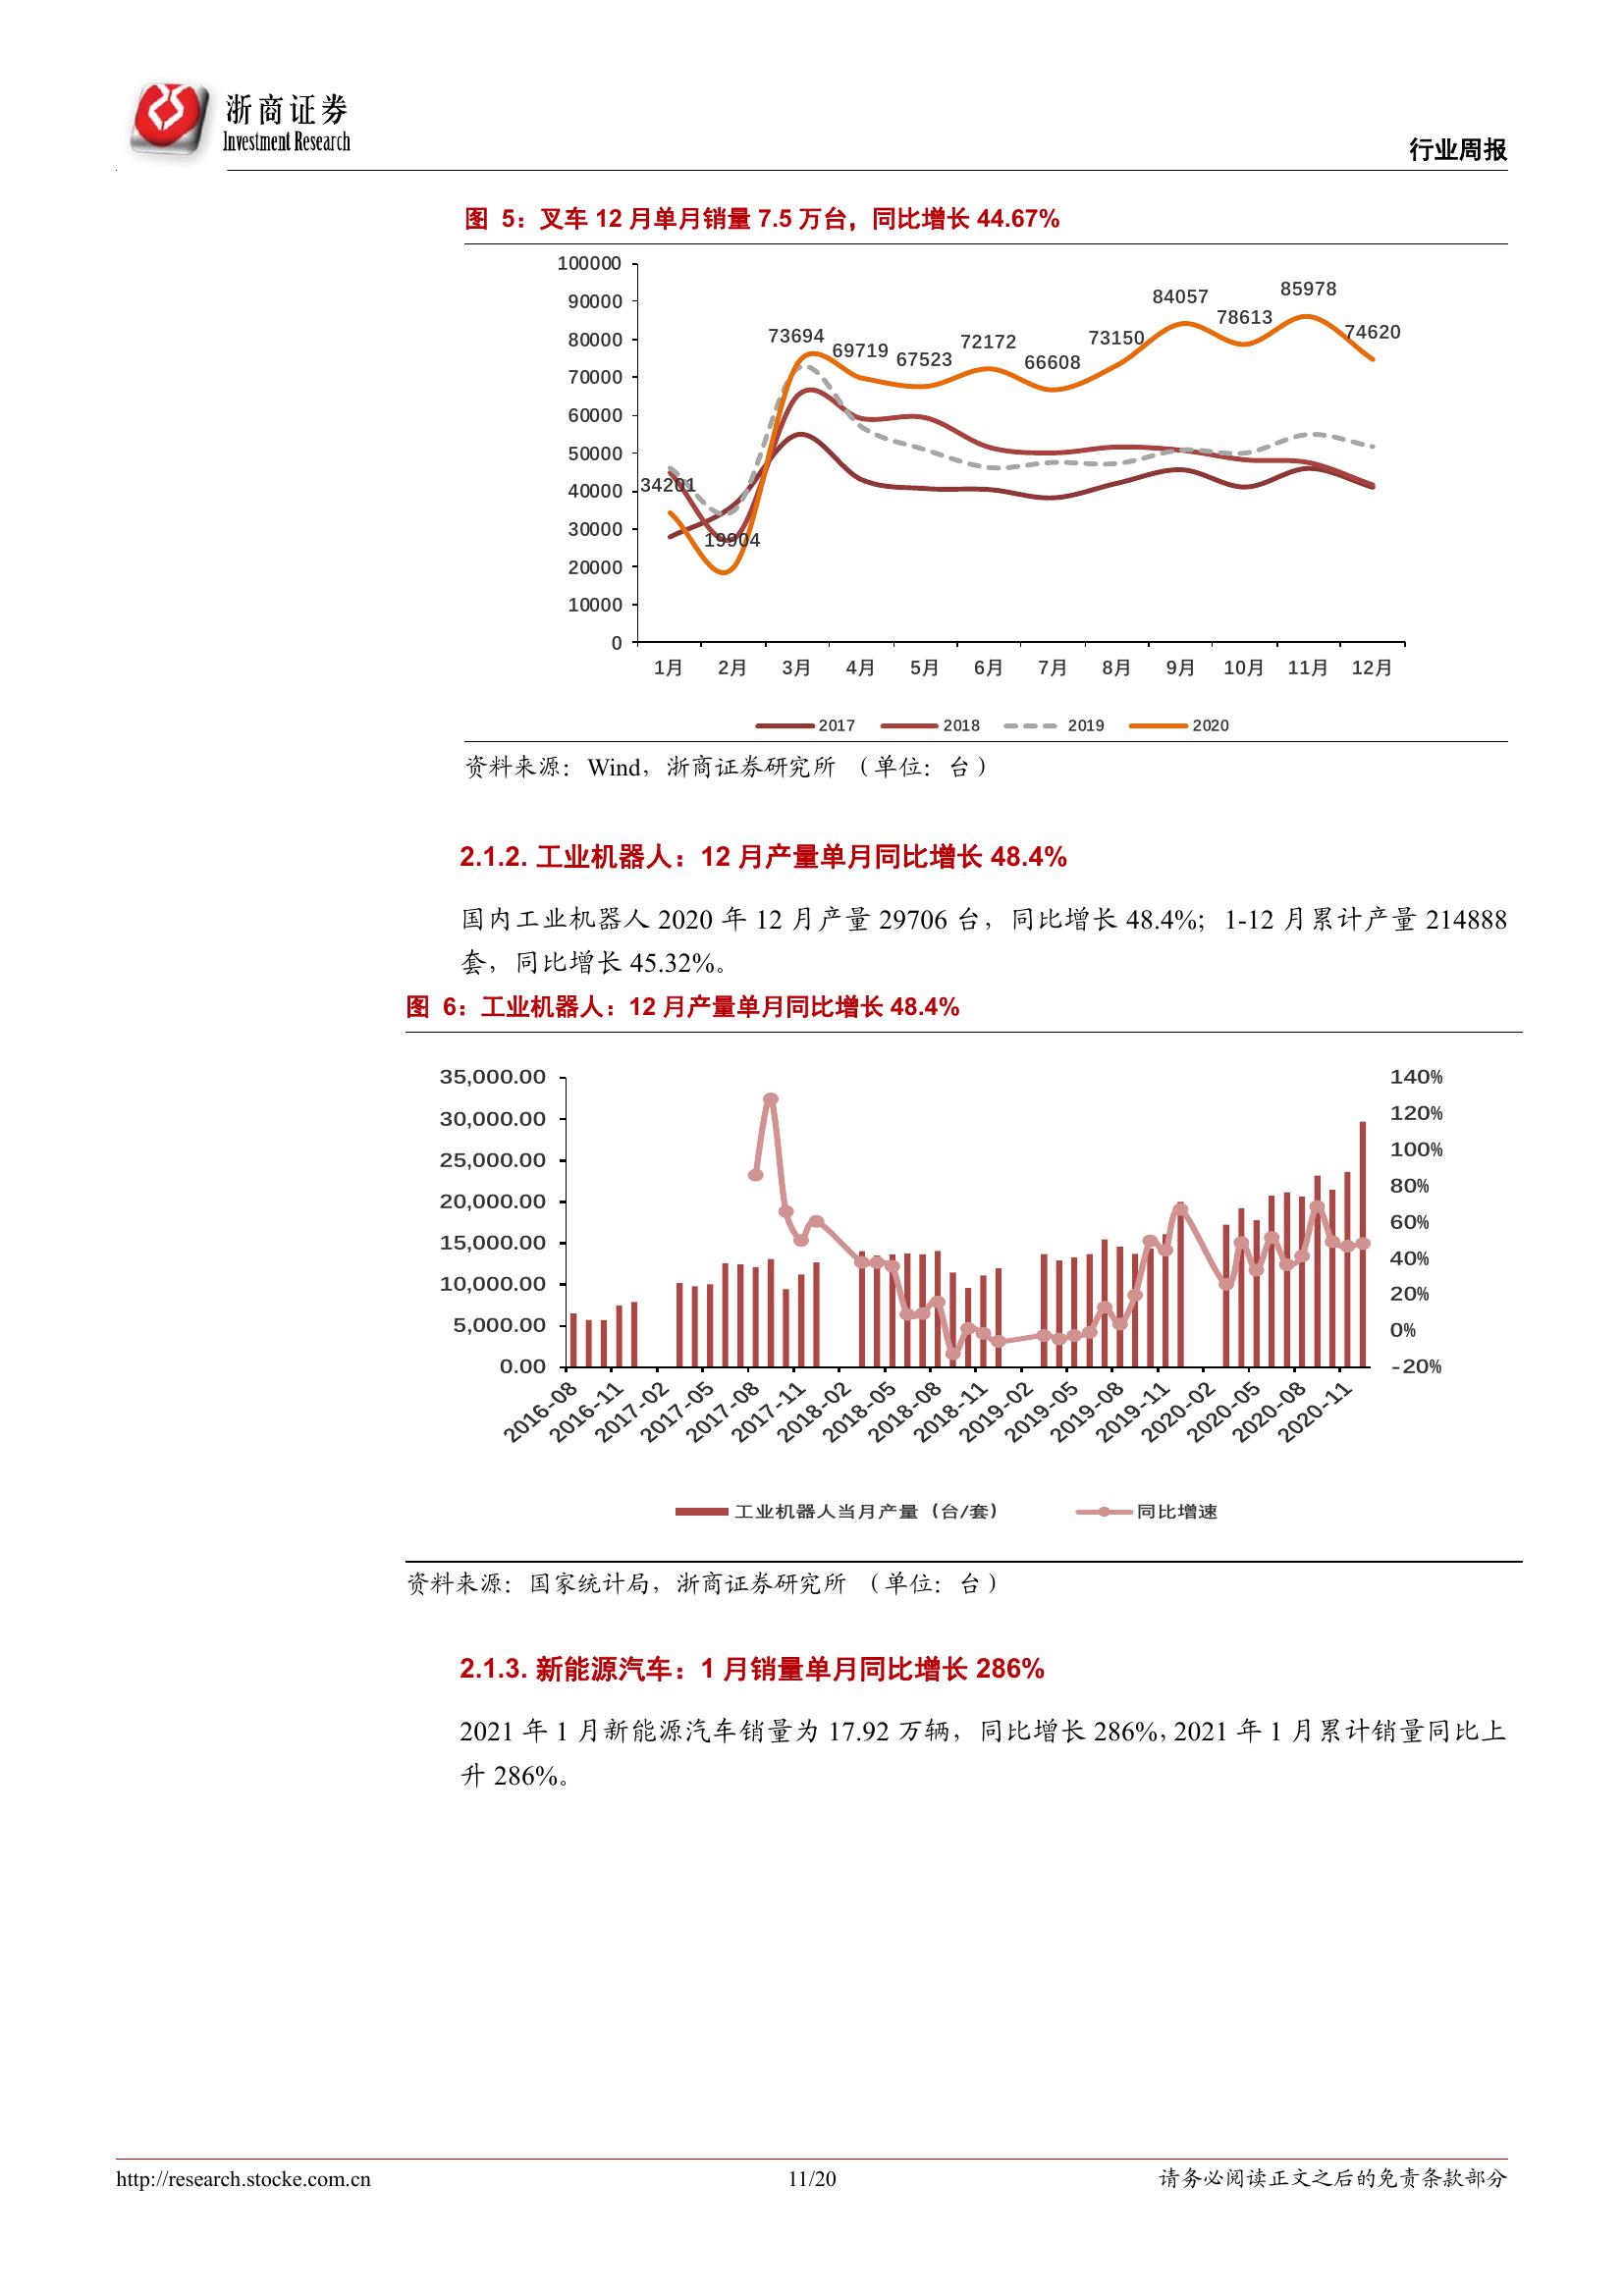 浙商证券
Investment Research
行业周报
图 5：叉车 12 月单月销量 7.5 万台，同比增长 44.67%
100000
90000
80000
70000
60000
50000
40000
30000
20000
10000
0
34201
19904
73694
69719
67523
72172
66608
73150
84057
78613
85978
74620
1月 2月 3月 4月 5月 6月 7月 8月 9月 10月 11月 12月
2017 2018 2019 2020
资料来源：Wind，浙商证券研究所 （单位：台）
2.1.2. 工业机器人：12 月产量单月同比增长 48.4%
国内工业机器人 2020 年 12 月产量 29706 台，同比增长 48.4%；1-12 月累计产量 214888
套，同比增长 45.32%。
图 6：工业机器人：12 月产量单月同比增长 48.4%
35,000.00
30,000.00
25,000.00
20,000.00
15,000.00
10,000.00
5,000.00
0.00
140%
120%
100%
80%
60%
40%
20%
0%
-20%
2016-08 2016-11 2017-02 2017-05 2017-08 2017-11 2018-02 2018-05 2018-08 2018-11 2019-02 2019-05 2019-08 2019-11 2020-02 2020-05 2020-08 2020-11
工业机器人当月产量（台/套） 同比增速
资料来源：国家统计局，浙商证券研究所 （单位：台）
2.1.3. 新能源汽车：1 月销量单月同比增长 286%
2021 年 1 月新能源汽车销量为 17.92 万辆，同比增长 286%, 2021 年 1 月累计销量同比上
升 286%。
http://research.stocke.com.cn 11/20 请务必阅读正文之后的免责条款部分